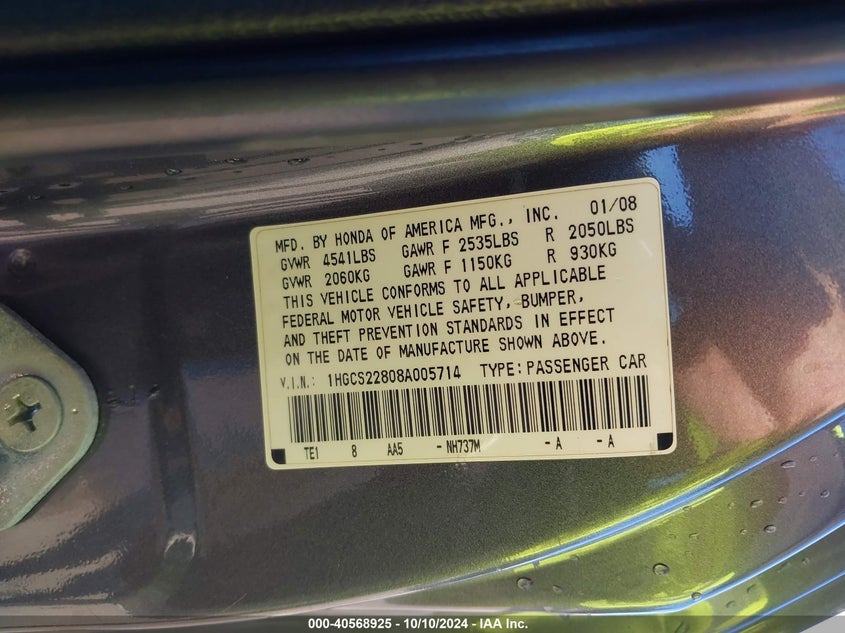 MFD. BY HONDA OF AMERICA MFG., INC. 01/08
GVWR 4541LBS GAWR F 2535LBS R 2050LBS
GVWR 2060KG GAWR F 1150KG R 930KG
THIS VEHICLE CONFORMS TO ALL APPLICABLE
FEDERAL MOTOR VEHICLE SAFETY, BUMPER,
AND THEFT PREVENTION STANDARDS IN EFFECT
ON THE DATE OF MANUFACTURE SHOWN ABOVE.
V.I.N.: 1HGCS22808A005714 TYPE: PASSENGER CAR
TE1 8 AA5 -NH737M -A -A
000-40568925 - 10/10/2024 - IAA Inc.